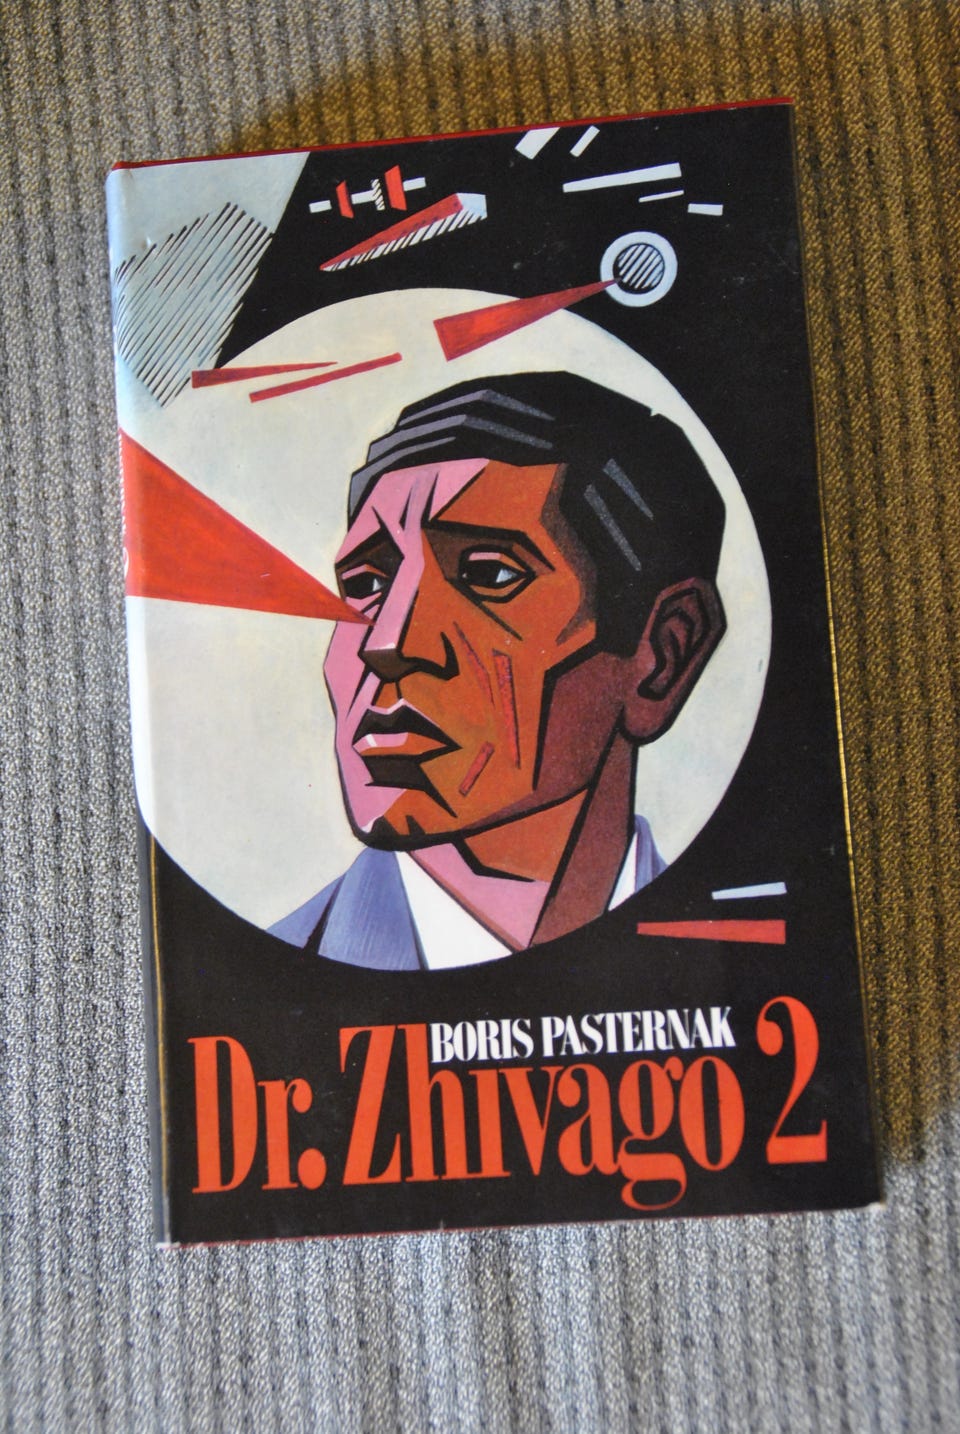 BORIS PASTERNAK
Dr. Zhivago 2